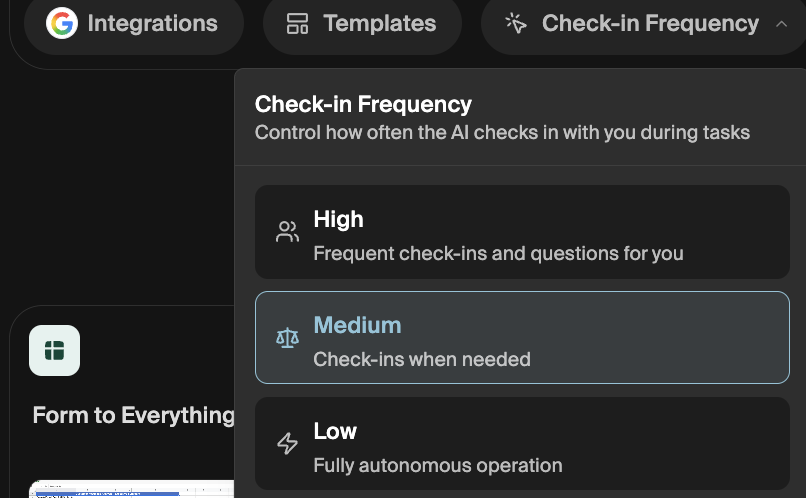 Integrations
Templates
Check-in Frequency
Check-in Frequency
Control how often the AI checks in with you during tasks
High
Frequent check-ins and questions for you
Medium
Check-ins when needed
Form to Everything
Low
Fully autonomous operation